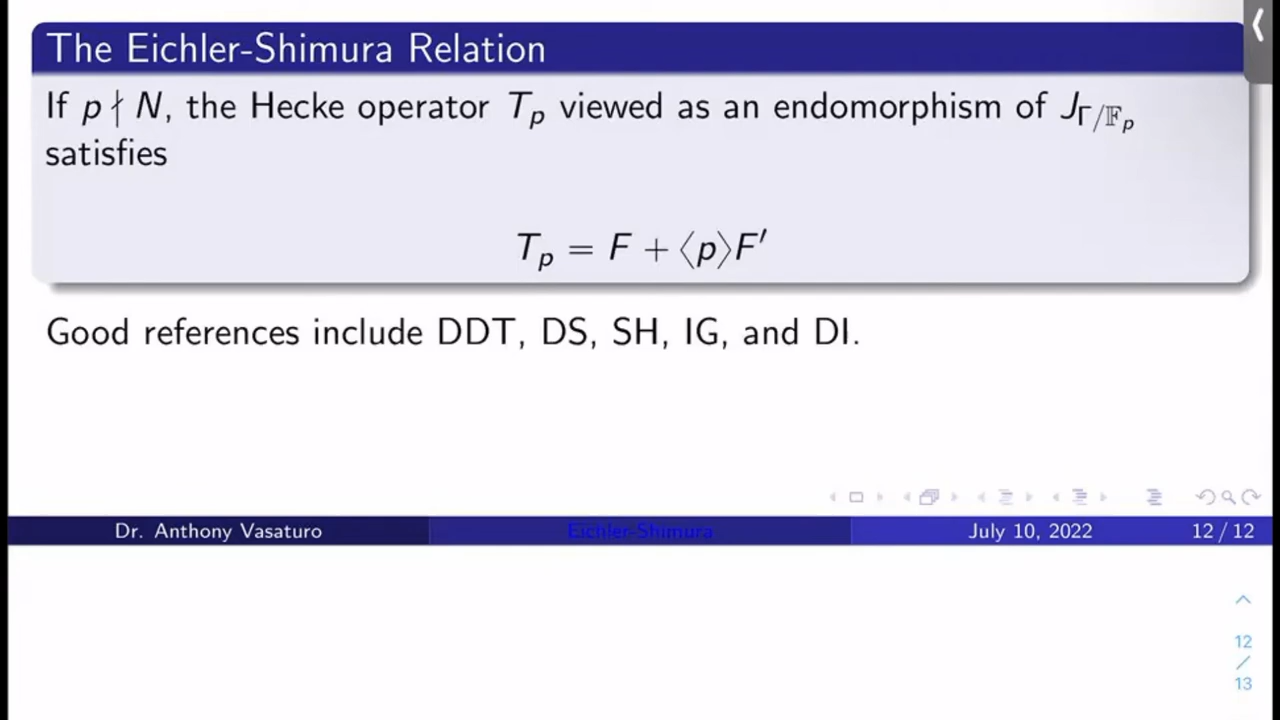 The Eichler-Shimura Relation
If p ∤ N, the Hecke operator T_p viewed as an endomorphism of J_{Γ/𝔽_p}
satisfies
T_p = F + ⟨p⟩F′
Good references include DDT, DS, SH, IG, and DI.
Dr. Anthony Vasaturo Eichler-Shimura July 10, 2022 12 / 12
12
/
13